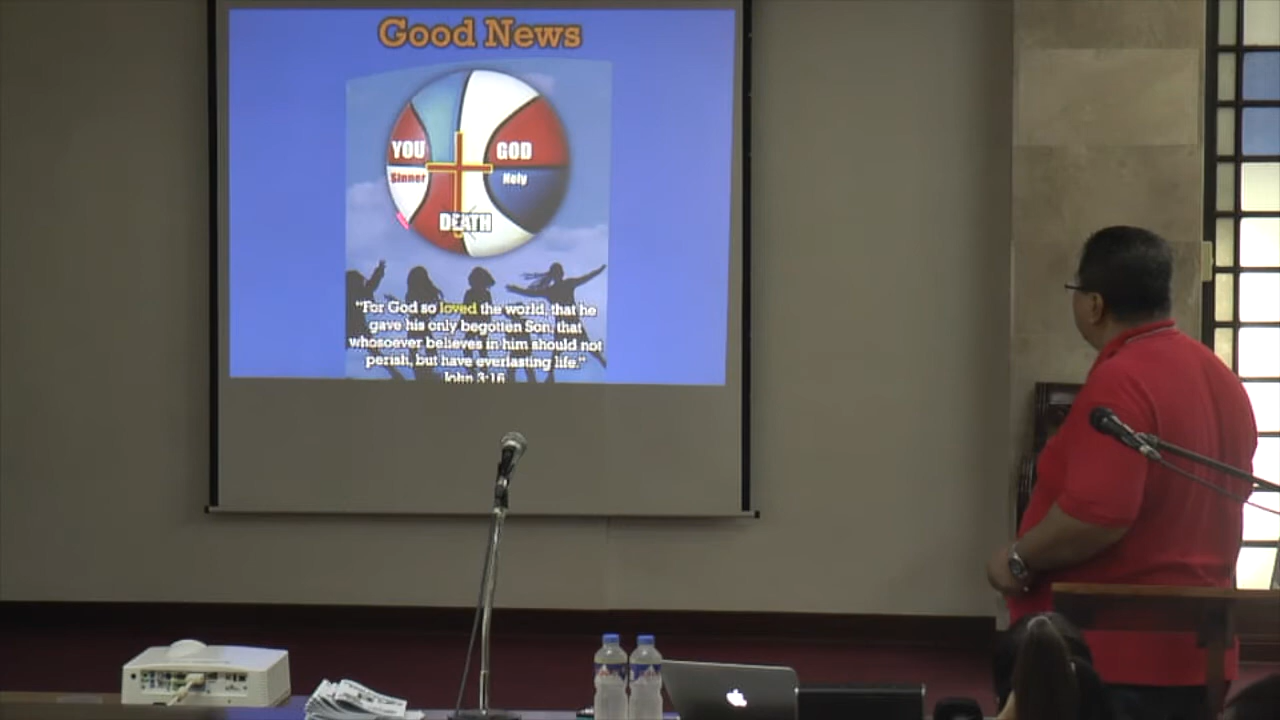 Good News
YOU
GOD
Sinner
Holy
DEATH
"For God so loved the world, that he
gave his only begotten Son, that
whosoever believes in him should not
perish, but have everlasting life."
John 3:16